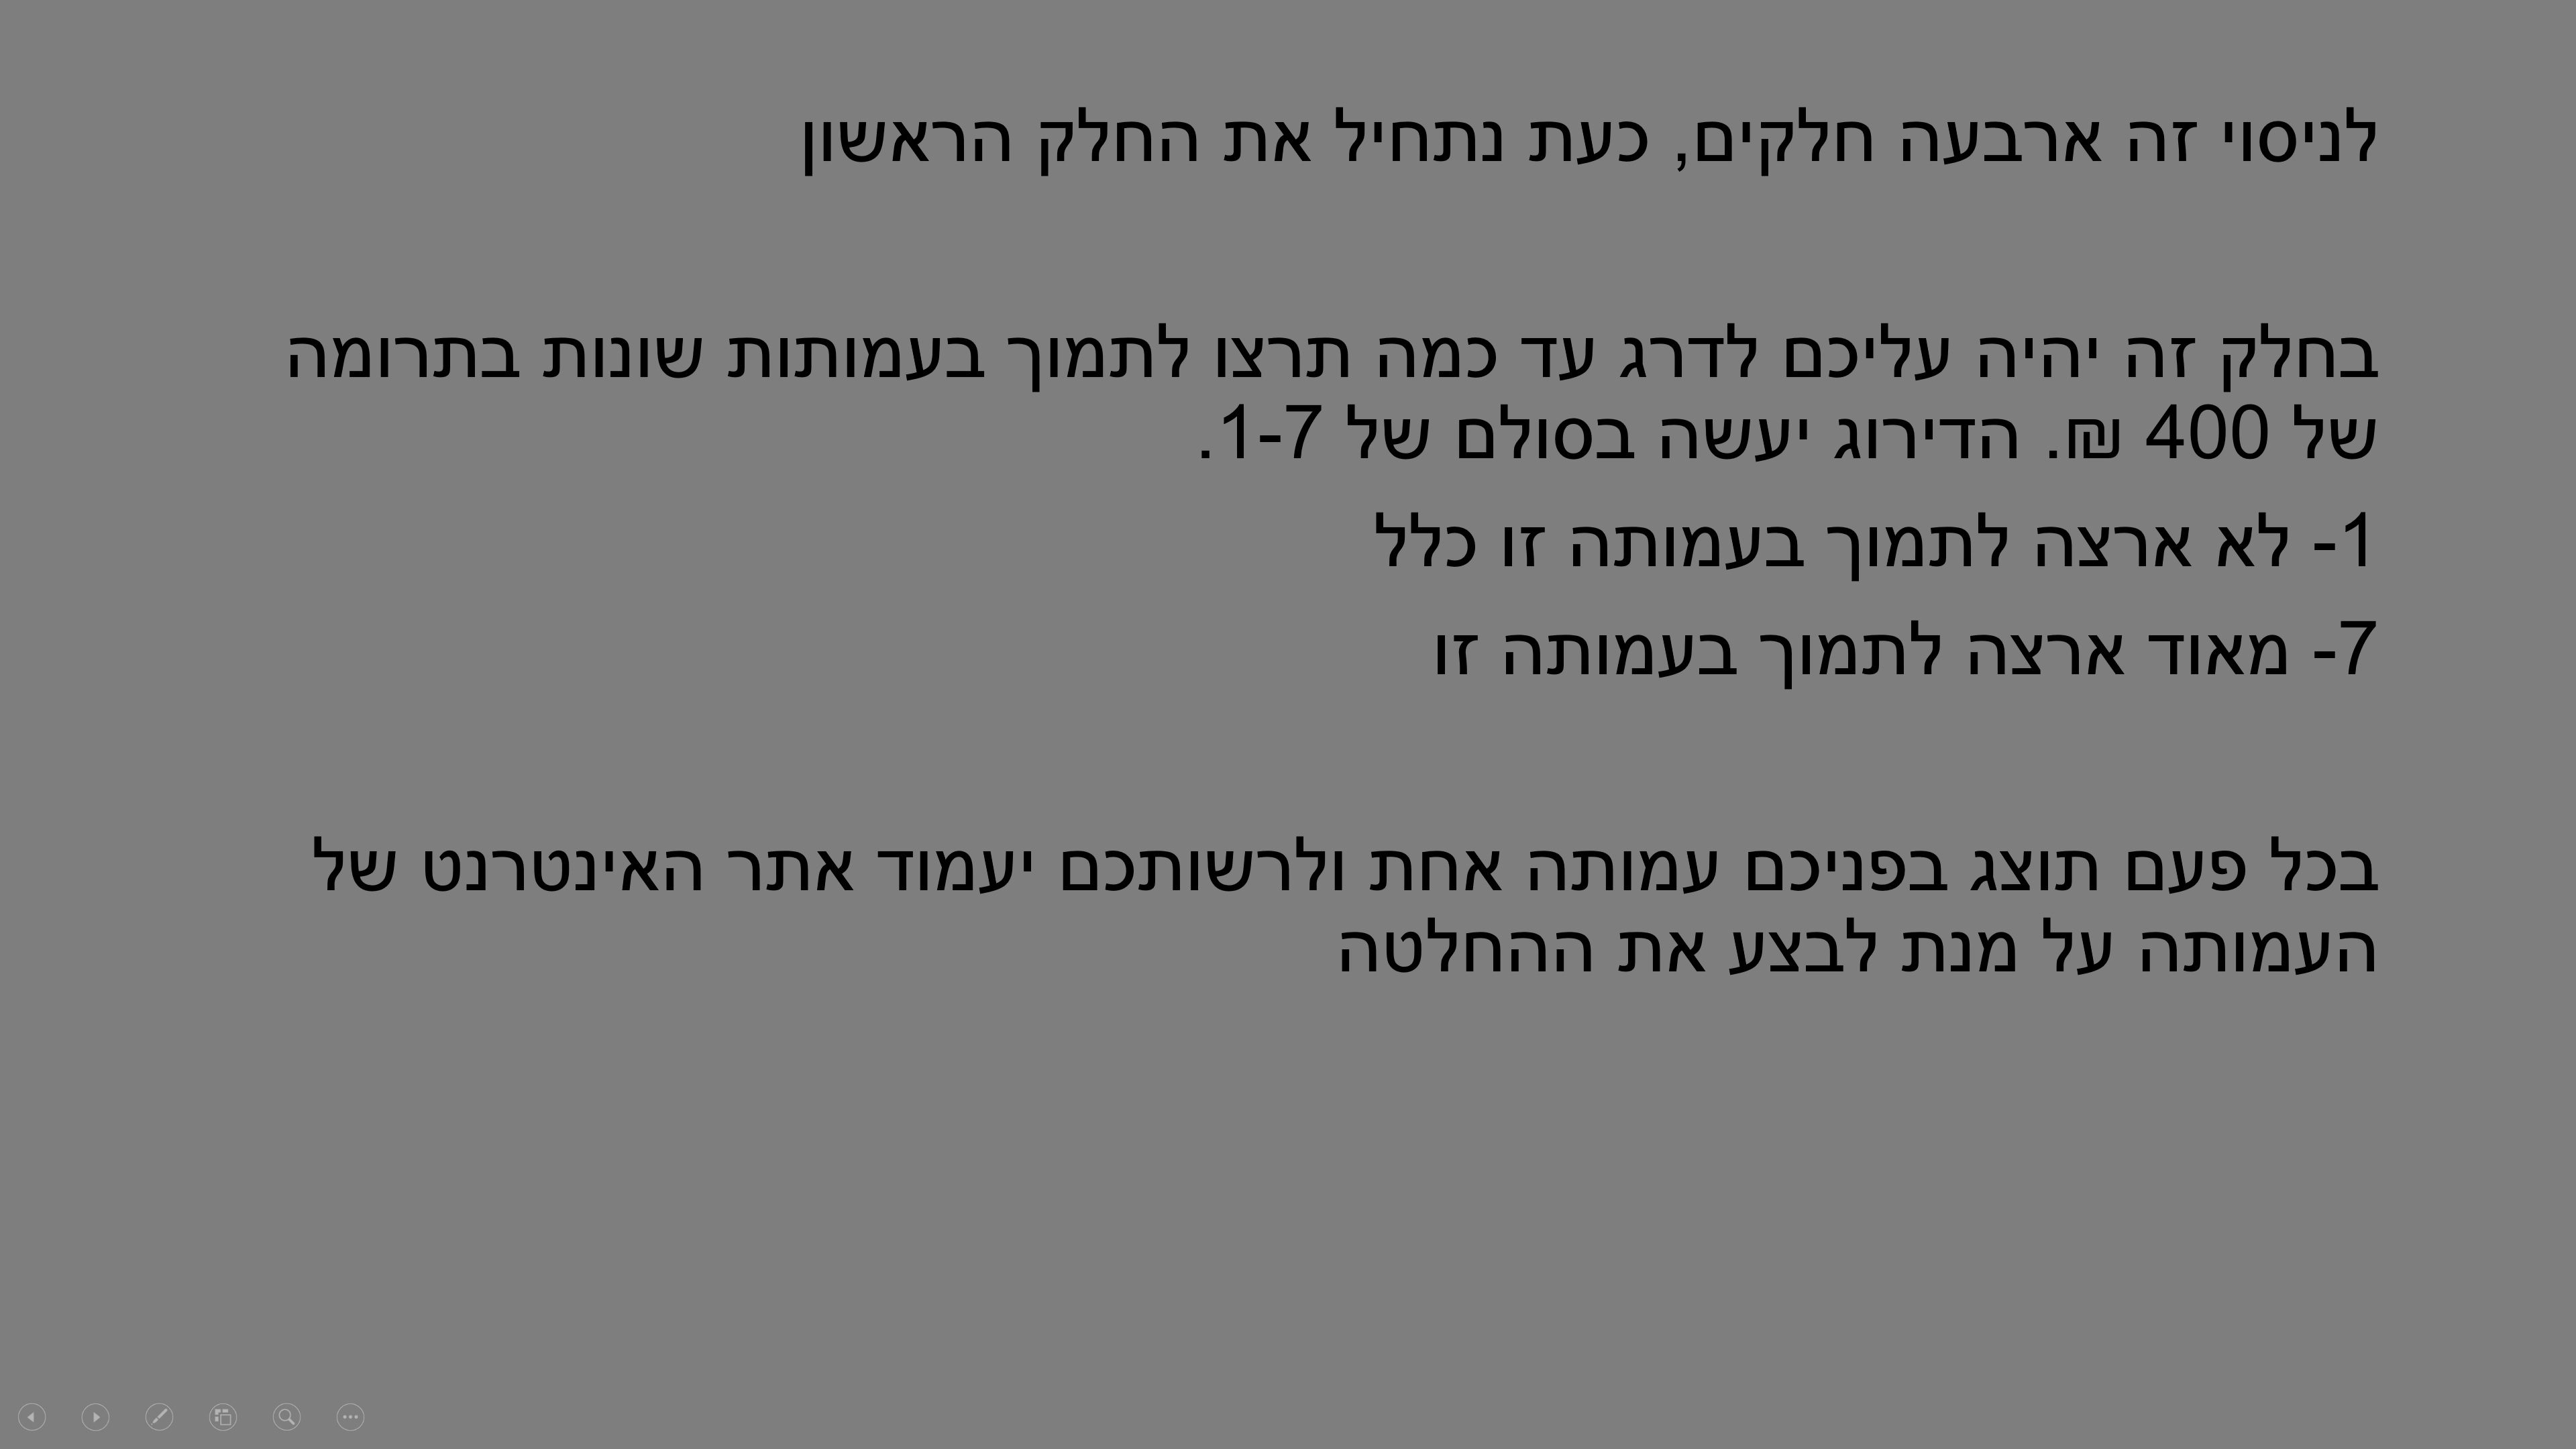 לניסוי זה ארבעה חלקים, כעת נתחיל את החלק הראשון
בחלק זה יהיה עליכם לדרג עד כמה תרצו לתמוך בעמותות שונות בתרומה
של 400 ₪. הדירוג יעשה בסולם של 1-7.
1- לא ארצה לתמוך בעמותה זו כלל
7- מאוד ארצה לתמוך בעמותה זו
בכל פעם תוצג בפניכם עמותה אחת ולרשותכם יעמוד אתר האינטרנט של
העמותה על מנת לבצע את ההחלטה